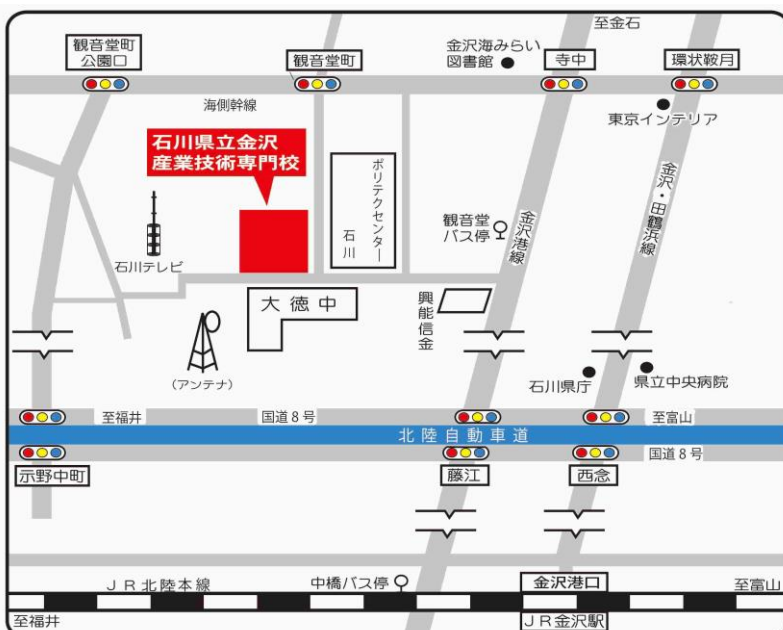 至金石
観音堂町
公園口
観音堂町
金沢海みらい
図書館
寺中
環状鞍月
海側幹線
東京インテリア
石川県立金沢
産業技術専門校
ポリテクセンター
石川
金沢・田鶴浜線
金沢港線
観音堂
バス停
石川テレビ
大徳中
興能信金
(アンテナ)
石川県庁
県立中央病院
至福井
国道8号
至富山
北陸自動車道
国道8号
示野中町
藤江
西念
JR北陸本線
中橋バス停
金沢港口
至富山
至福井
JR金沢駅